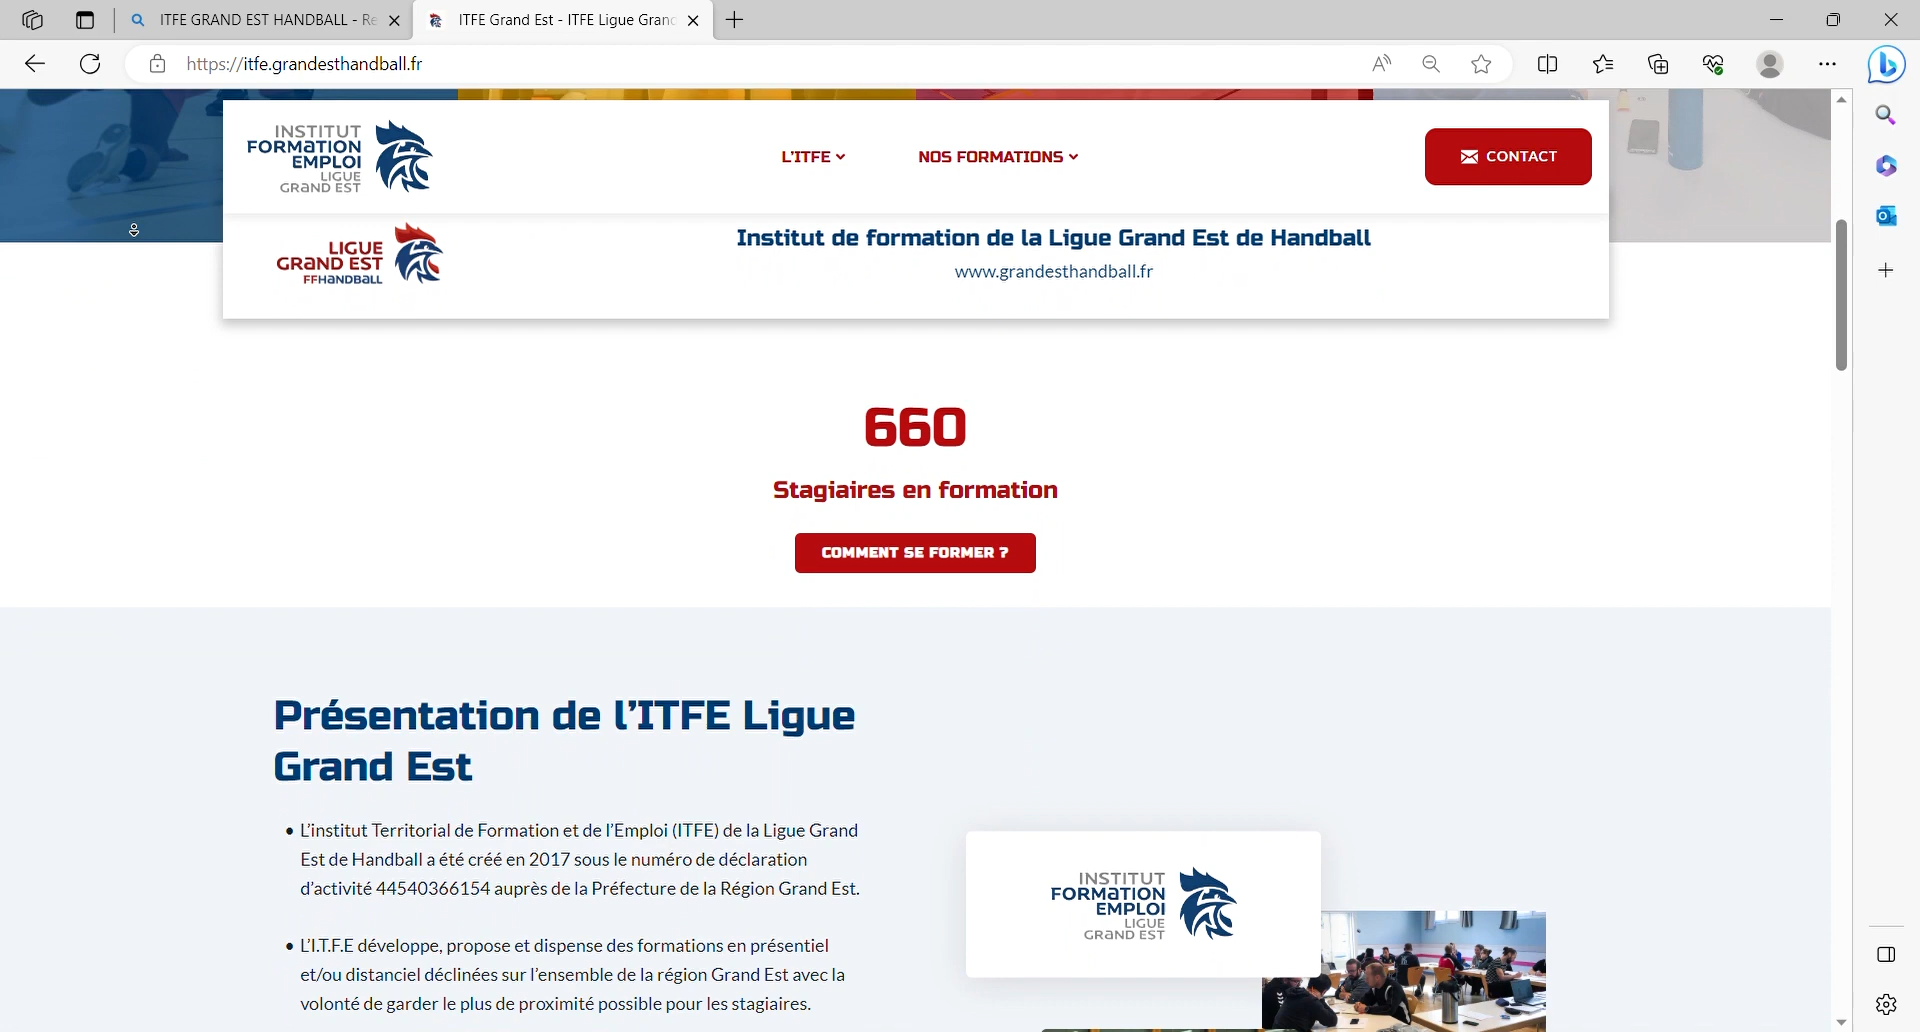 ITFE GRAND EST HANDBALL - Re
ITFE Grand Est - ITFE Ligue Grand
https://itfe.grandesthandball.fr
INSTITUT
FORMATION
EMPLOI
LIGUE
GRAND EST
L'ITFE
NOS FORMATIONS
CONTACT
LIGUE
GRAND EST
FFHANDBALL
Institut de formation de la Ligue Grand Est de Handball
www.grandesthandball.fr
660
Stagiaires en formation
COMMENT SE FORMER ?
Présentation de l'ITFE Ligue
Grand Est
• L'institut Territorial de Formation et de l'Emploi (ITFE) de la Ligue Grand
Est de Handball a été créé en 2017 sous le numéro de déclaration
d'activité 44540366154 auprès de la Préfecture de la Région Grand Est.
• L'I.T.F.E développe, propose et dispense des formations en présentiel
et/ou distanciel déclinées sur l'ensemble de la région Grand Est avec la
volonté de garder le plus de proximité possible pour les stagiaires.
INSTITUT
FORMATION
EMPLOI
LIGUE
GRAND EST